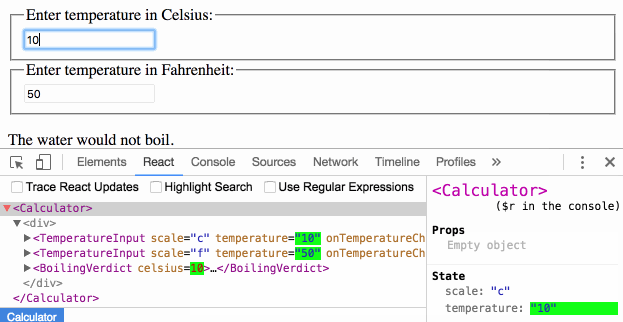 Enter temperature in Celsius:
10
Enter temperature in Fahrenheit:
50
The water would not boil.
Elements React Console Sources Network Timeline Profiles »
Trace React Updates Highlight Search Use Regular Expressions
<Calculator>
<div>
<TemperatureInput scale="c" temperature="10" onTemperatureCh
<TemperatureInput scale="f" temperature="50" onTemperatureCh
<BoilingVerdict celsius=10>…</BoilingVerdict>
</div>
</Calculator>
Calculator
<Calculator>
($r in the console)
Props
Empty object
State
scale: "c"
temperature: "10"